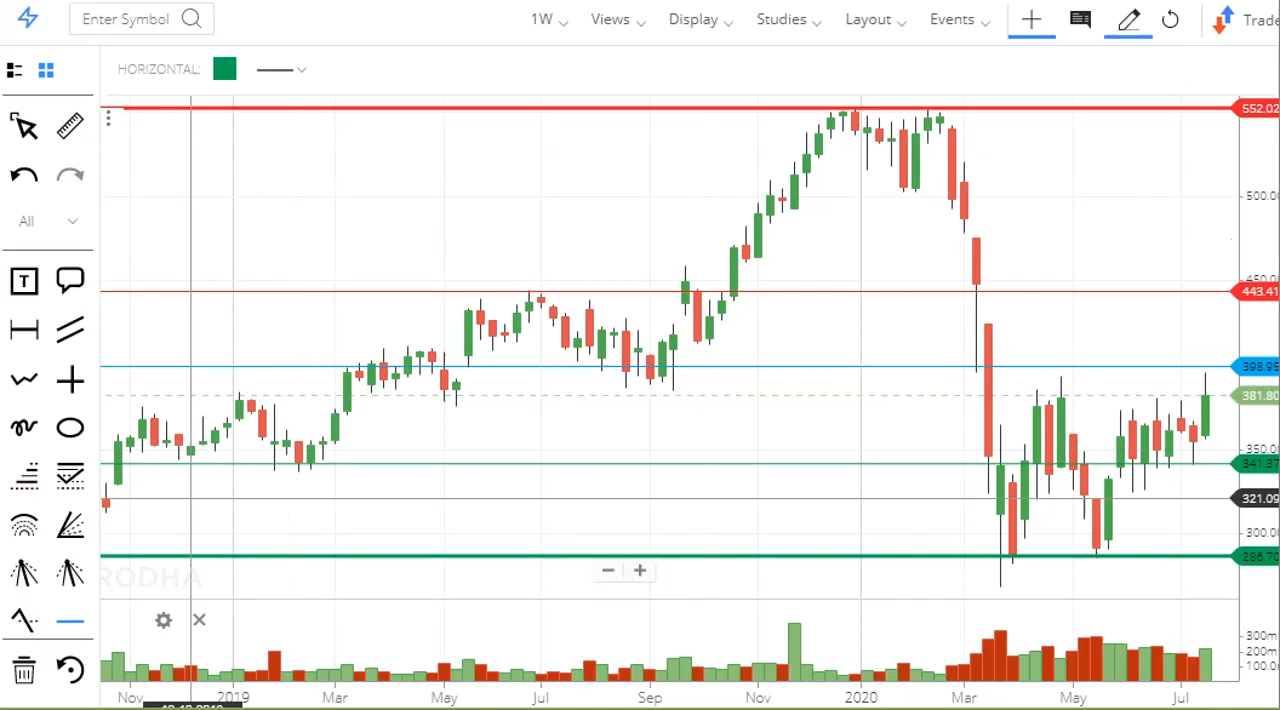 Enter Symbol
1W
Views
Display
Studies
Layout
Events
Trade
HORIZONTAL:
All
T
552.02
500.0
450.00
443.41
398.95
381.80
350.00
341.37
321.09
300.00
286.70
RODHA
300m
200m
100.00
Nov
2019
Mar
May
Jul
Sep
Nov
2020
Mar
May
Jul